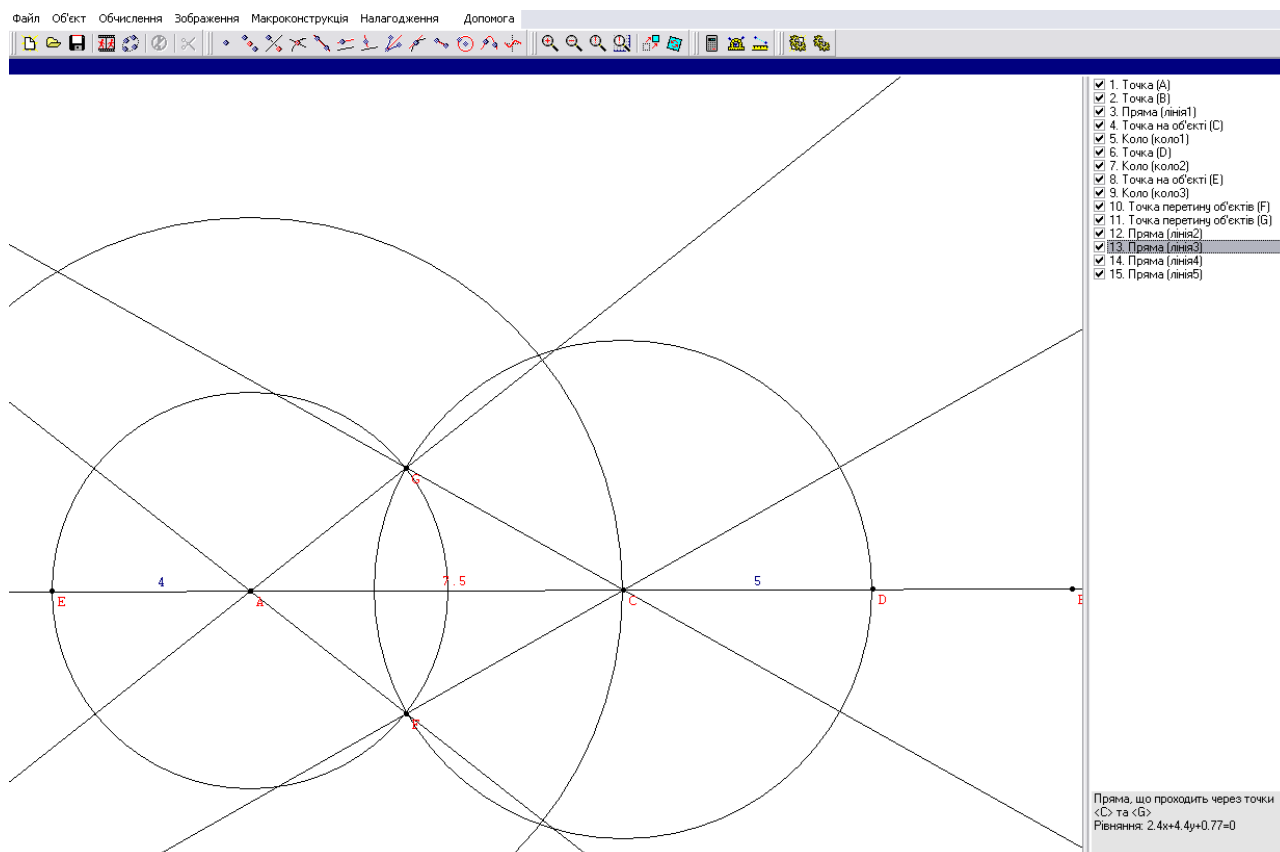 Файл Об'єкт Обчислення Зображення Макроконструкція Налагодження Допомога
1. Точка (A)
2. Точка (B)
3. Пряма (лінія1)
4. Точка на об'єкті (C)
5. Коло (коло1)
6. Точка (D)
7. Коло (коло2)
8. Точка на об'єкті (E)
9. Коло (коло3)
10. Точка перетину об'єктів (F)
11. Точка перетину об'єктів (G)
12. Пряма (лінія2)
13. Пряма (лінія3)
14. Пряма (лінія4)
15. Пряма (лінія5)
G
4 7.5 5
E A C D
F
Пряма, що проходить через точки
<C> та <G>
Рівняння: 2.4x+4.4y+0.77=0